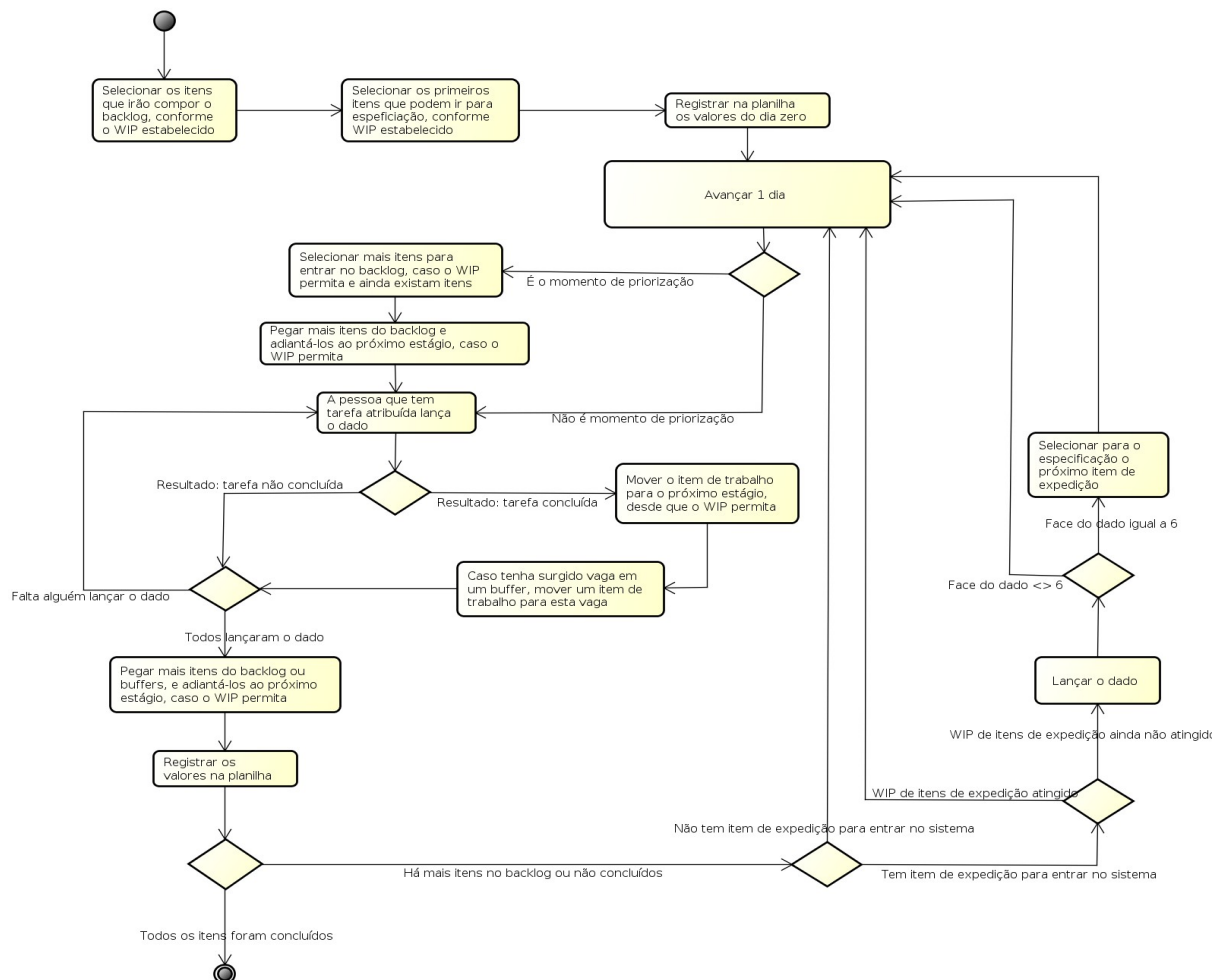 Selecionar os itens
que irão compor o
backlog, conforme
o WIP estabelecido
Selecionar os primeiros
itens que podem ir para
espeficiação, conforme
WIP estabelecido
Registrar na planilha
os valores do dia zero
Avançar 1 dia
Selecionar mais itens para
entrar no backlog, caso o WIP
permita e ainda existam itens
É o momento de priorização
Pegar mais itens do backlog e
adiantá-los ao próximo estágio, caso o
WIP permita
A pessoa que tem
tarefa atribuída lança
o dado
Não é momento de priorização
Resultado: tarefa não concluída
Resultado: tarefa concluída
Mover o item de trabalho
para o próximo estágio,
desde que o WIP permita
Selecionar para o
especificação o
próximo item de
expedição
Face do dado igual a 6
Face do dado <> 6
Caso tenha surgido vaga em
um buffer, mover um item de
trabalho para esta vaga
Falta alguém lançar o dado
Todos lançaram o dado
Pegar mais itens do backlog ou
buffers, e adiantá-los ao próximo
estágio, caso o WIP permita
Lançar o dado
WIP de itens de expedição ainda não atingido
Registrar os
valores na planilha
WIP de itens de expedição atingido
Não tem item de expedição para entrar no sistema
Há mais itens no backlog ou não concluídos
Tem item de expedição para entrar no sistema
Todos os itens foram concluídos